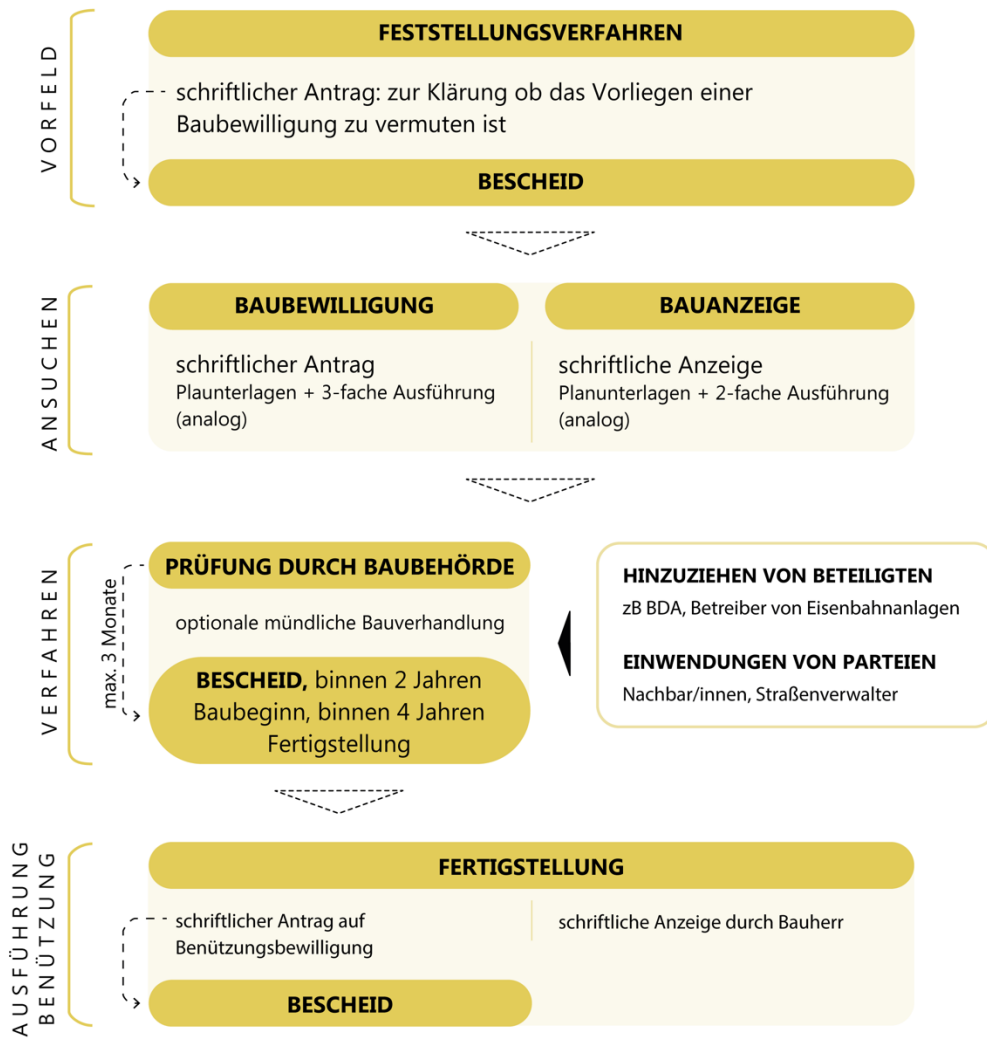 VORFELD
FESTSTELLUNGSVERFAHREN
schriftlicher Antrag: zur Klärung ob das Vorliegen einer
Baubewilligung zu vermuten ist
BESCHEID
ANSUCHEN
BAUBEWILLIGUNG
schriftlicher Antrag
Plaunterlagen + 3-fache Ausführung
(analog)
BAUANZEIGE
schriftliche Anzeige
Planunterlagen + 2-fache Ausführung
(analog)
VERFAHREN
max. 3 Monate
PRÜFUNG DURCH BAUBEHÖRDE
optionale mündliche Bauverhandlung
BESCHEID, binnen 2 Jahren
Baubeginn, binnen 4 Jahren
Fertigstellung
HINZUZIEHEN VON BETEILIGTEN
zB BDA, Betreiber von Eisenbahnanlagen
EINWENDUNGEN VON PARTEIEN
Nachbar/innen, Straßenverwalter
AUSFÜHRUNG
BENÜTZUNG
FERTIGSTELLUNG
schriftlicher Antrag auf
Benützungsbewilligung
BESCHEID
schriftliche Anzeige durch Bauherr